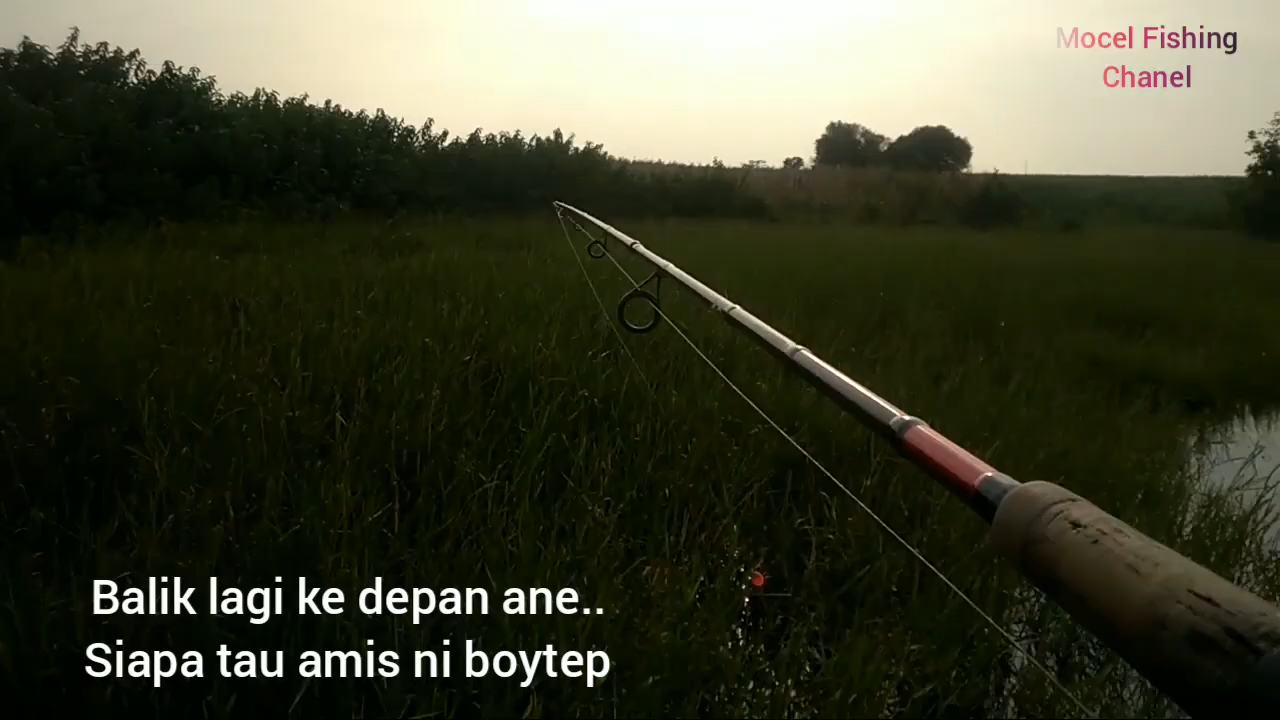 Mocel Fishing
Chanel
Balik lagi ke depan ane..
Siapa tau amis ni boytep